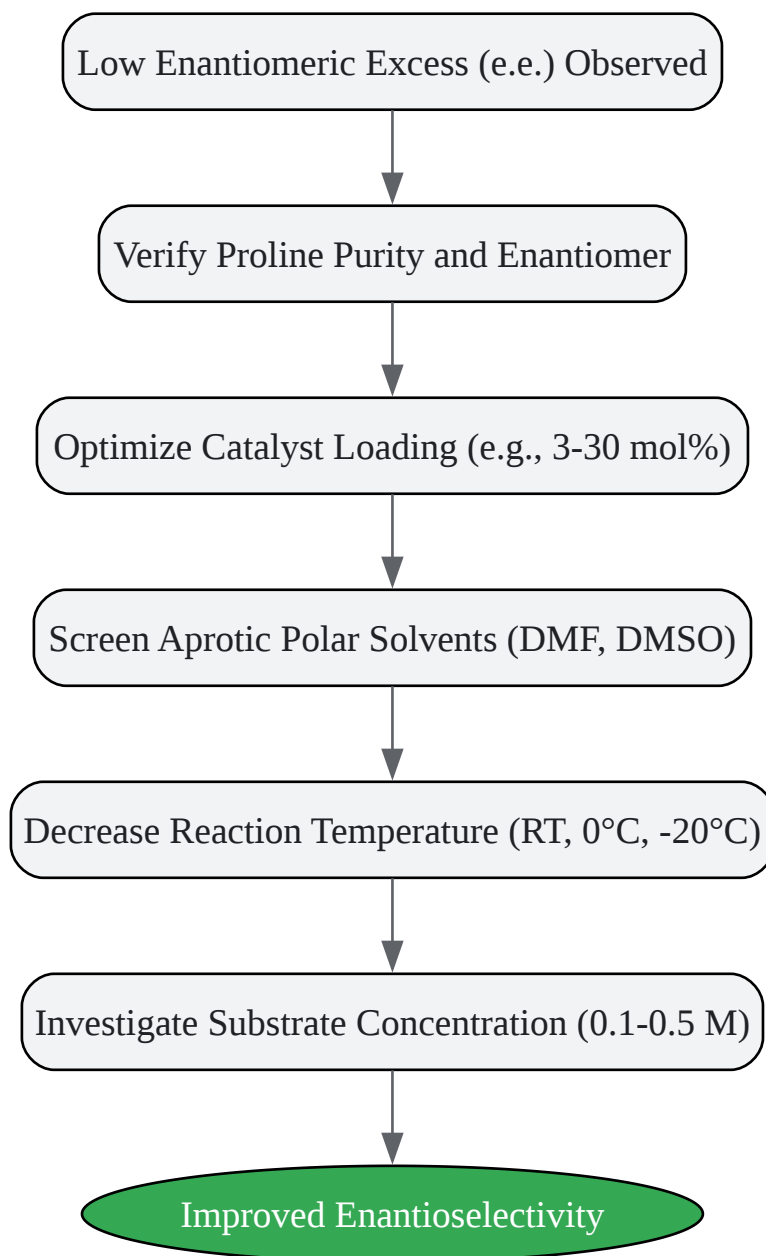 Low Enantiomeric Excess (e.e.) Observed
Verify Proline Purity and Enantiomer
Optimize Catalyst Loading (e.g., 3-30 mol%)
Screen Aprotic Polar Solvents (DMF, DMSO)
Decrease Reaction Temperature (RT, 0°C, -20°C)
Investigate Substrate Concentration (0.1-0.5 M)
Improved Enantioselectivity